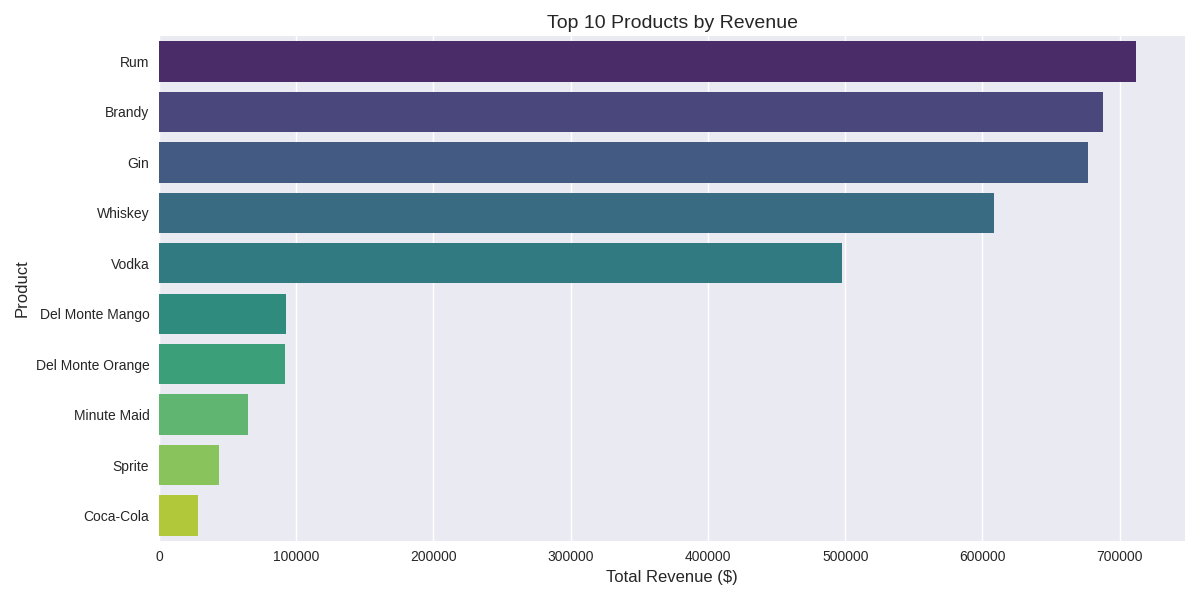 Top 10 Products by Revenue
Product
Rum
Brandy
Gin
Whiskey
Vodka
Del Monte Mango
Del Monte Orange
Minute Maid
Sprite
Coca-Cola
0 100000 200000 300000 400000 500000 600000 700000
Total Revenue ($)